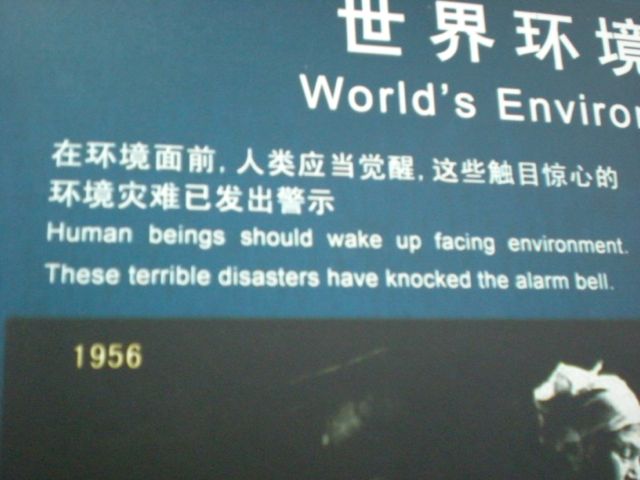 世界环境
World's Environ
在环境面前,人类应当觉醒,这些触目惊心的
环境灾难已发出警示
Human beings should wake up facing environment.
These terrible disasters have knocked the alarm bell.
1956